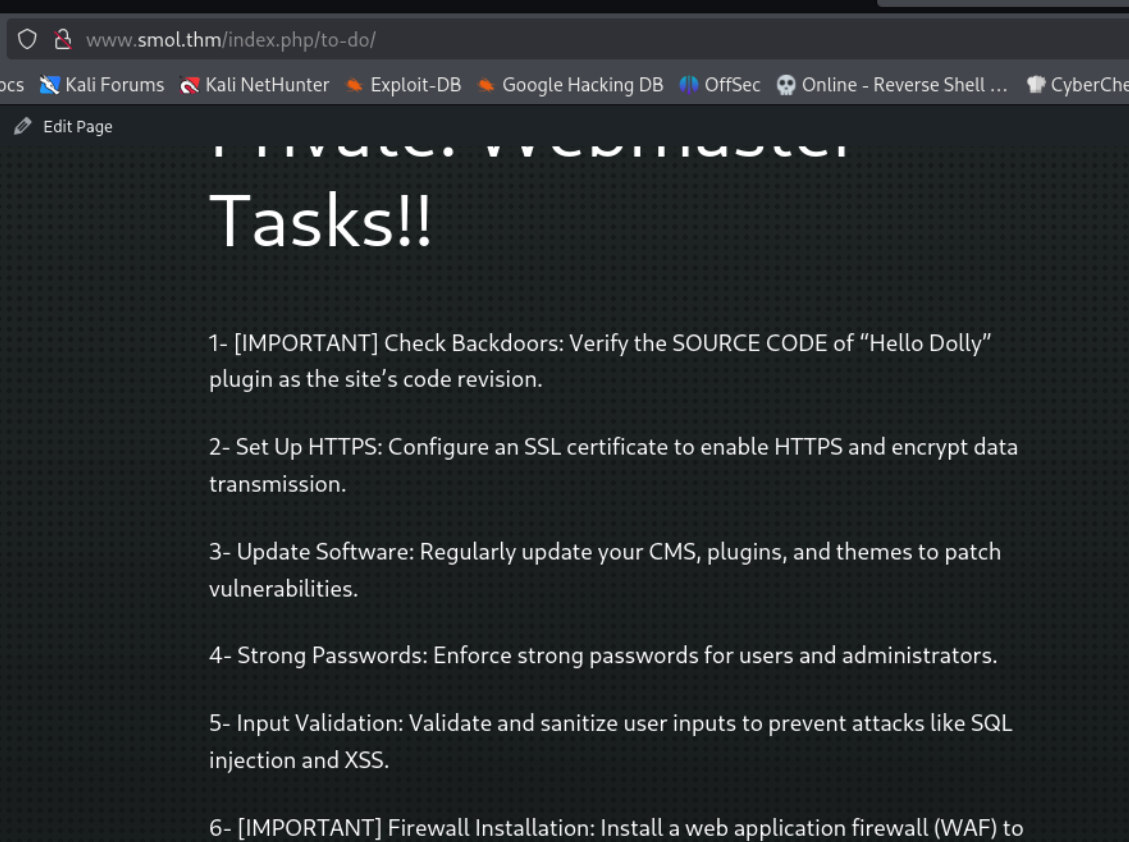 www.smol.thm/index.php/to-do/
ocs Kali Forums Kali NetHunter Exploit-DB Google Hacking DB OffSec Online - Reverse Shell … CyberChe
Edit Page
Private: Webmaster
Tasks!!
1- [IMPORTANT] Check Backdoors: Verify the SOURCE CODE of “Hello Dolly”
plugin as the site’s code revision.
2- Set Up HTTPS: Configure an SSL certificate to enable HTTPS and encrypt data
transmission.
3- Update Software: Regularly update your CMS, plugins, and themes to patch
vulnerabilities.
4- Strong Passwords: Enforce strong passwords for users and administrators.
5- Input Validation: Validate and sanitize user inputs to prevent attacks like SQL
injection and XSS.
6- [IMPORTANT] Firewall Installation: Install a web application firewall (WAF) to